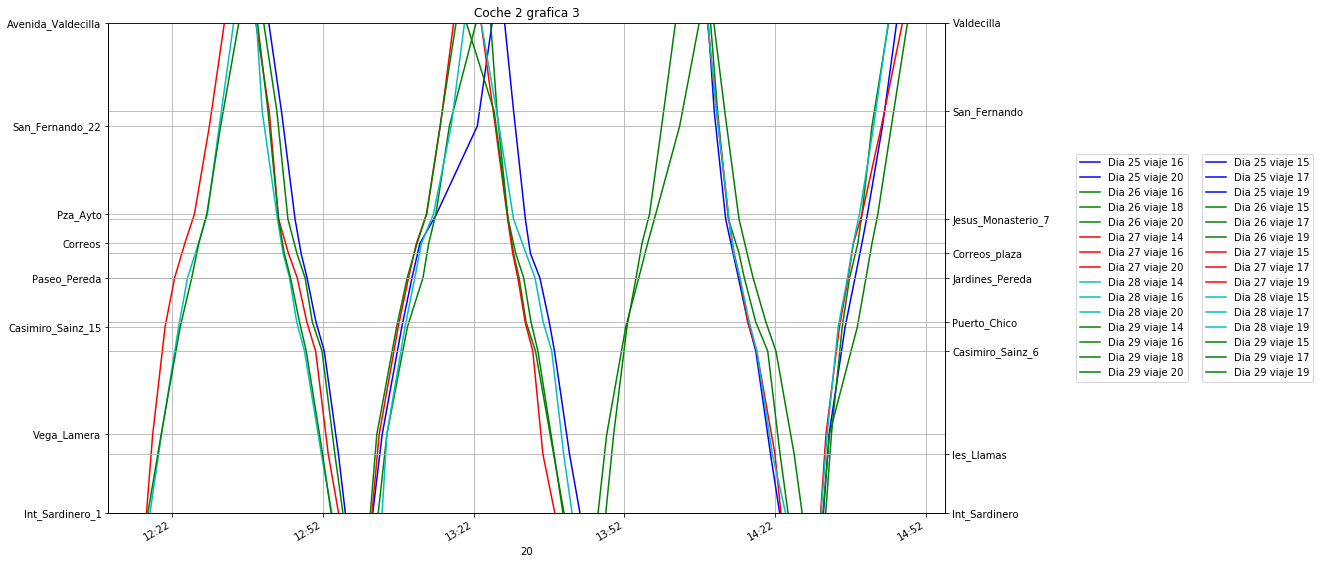 Coche 2 grafica 3
Avenida_Valdecilla
San_Fernando_22
Pza_Ayto
Correos
Paseo_Pereda
Casimiro_Sainz_15
Vega_Lamera
Int_Sardinero_1
Valdecilla
San_Fernando
Jesus_Monasterio_7
Correos_plaza
Jardines_Pereda
Puerto_Chico
Casimiro_Sainz_6
Ies_Llamas
Int_Sardinero
12:22
12:52
13:22
13:52
14:22
14:52
20
Dia 25 viaje 16
Dia 25 viaje 20
Dia 26 viaje 16
Dia 26 viaje 18
Dia 26 viaje 20
Dia 27 viaje 14
Dia 27 viaje 16
Dia 27 viaje 20
Dia 28 viaje 14
Dia 28 viaje 16
Dia 28 viaje 20
Dia 29 viaje 14
Dia 29 viaje 16
Dia 29 viaje 18
Dia 29 viaje 20
Dia 25 viaje 15
Dia 25 viaje 17
Dia 25 viaje 19
Dia 26 viaje 15
Dia 26 viaje 17
Dia 26 viaje 19
Dia 27 viaje 15
Dia 27 viaje 17
Dia 27 viaje 19
Dia 28 viaje 15
Dia 28 viaje 17
Dia 28 viaje 19
Dia 29 viaje 15
Dia 29 viaje 17
Dia 29 viaje 19